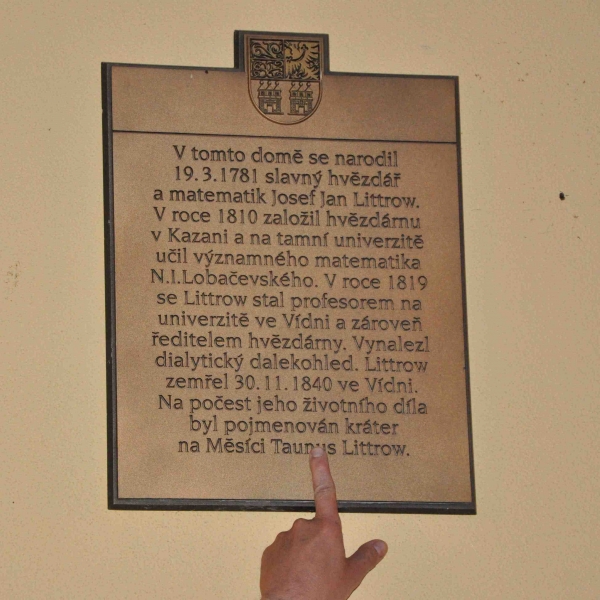 V tomto domě se narodil
19.3.1781 slavný hvězdář
a matematik Josef Jan Littrow.
V roce 1810 založil hvězdárnu
v Kazani a na tamní univerzitě
učil významného matematika
N.I.Lobačevského. V roce 1819
se Littrow stal profesorem na
univerzitě ve Vídni a zároveň
ředitelem hvězdárny. Vynalezl
dialytický dalekohled. Littrow
zemřel 30.11.1840 ve Vídni.
Na počest jeho životního díla
byl pojmenován kráter
na Měsíci Taunus Littrow.